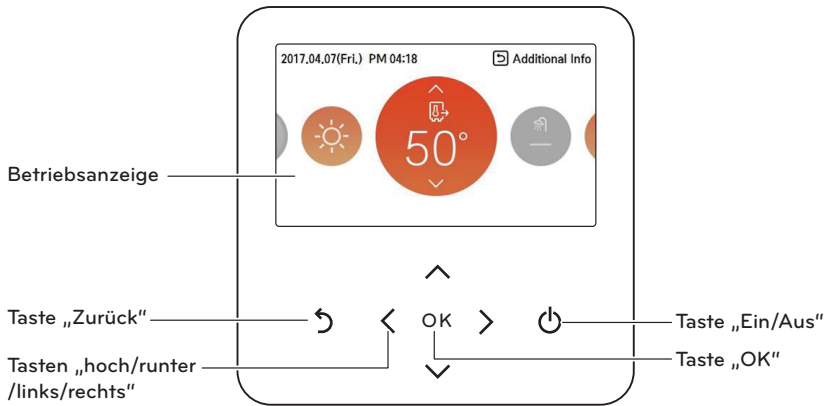 2017.04.07(Fri.) PM 04:18
Additional Info
50°
Betriebsanzeige
OK
Taste „Zurück“
Tasten „hoch/runter
/links/rechts“
Taste „Ein/Aus“
Taste „OK“